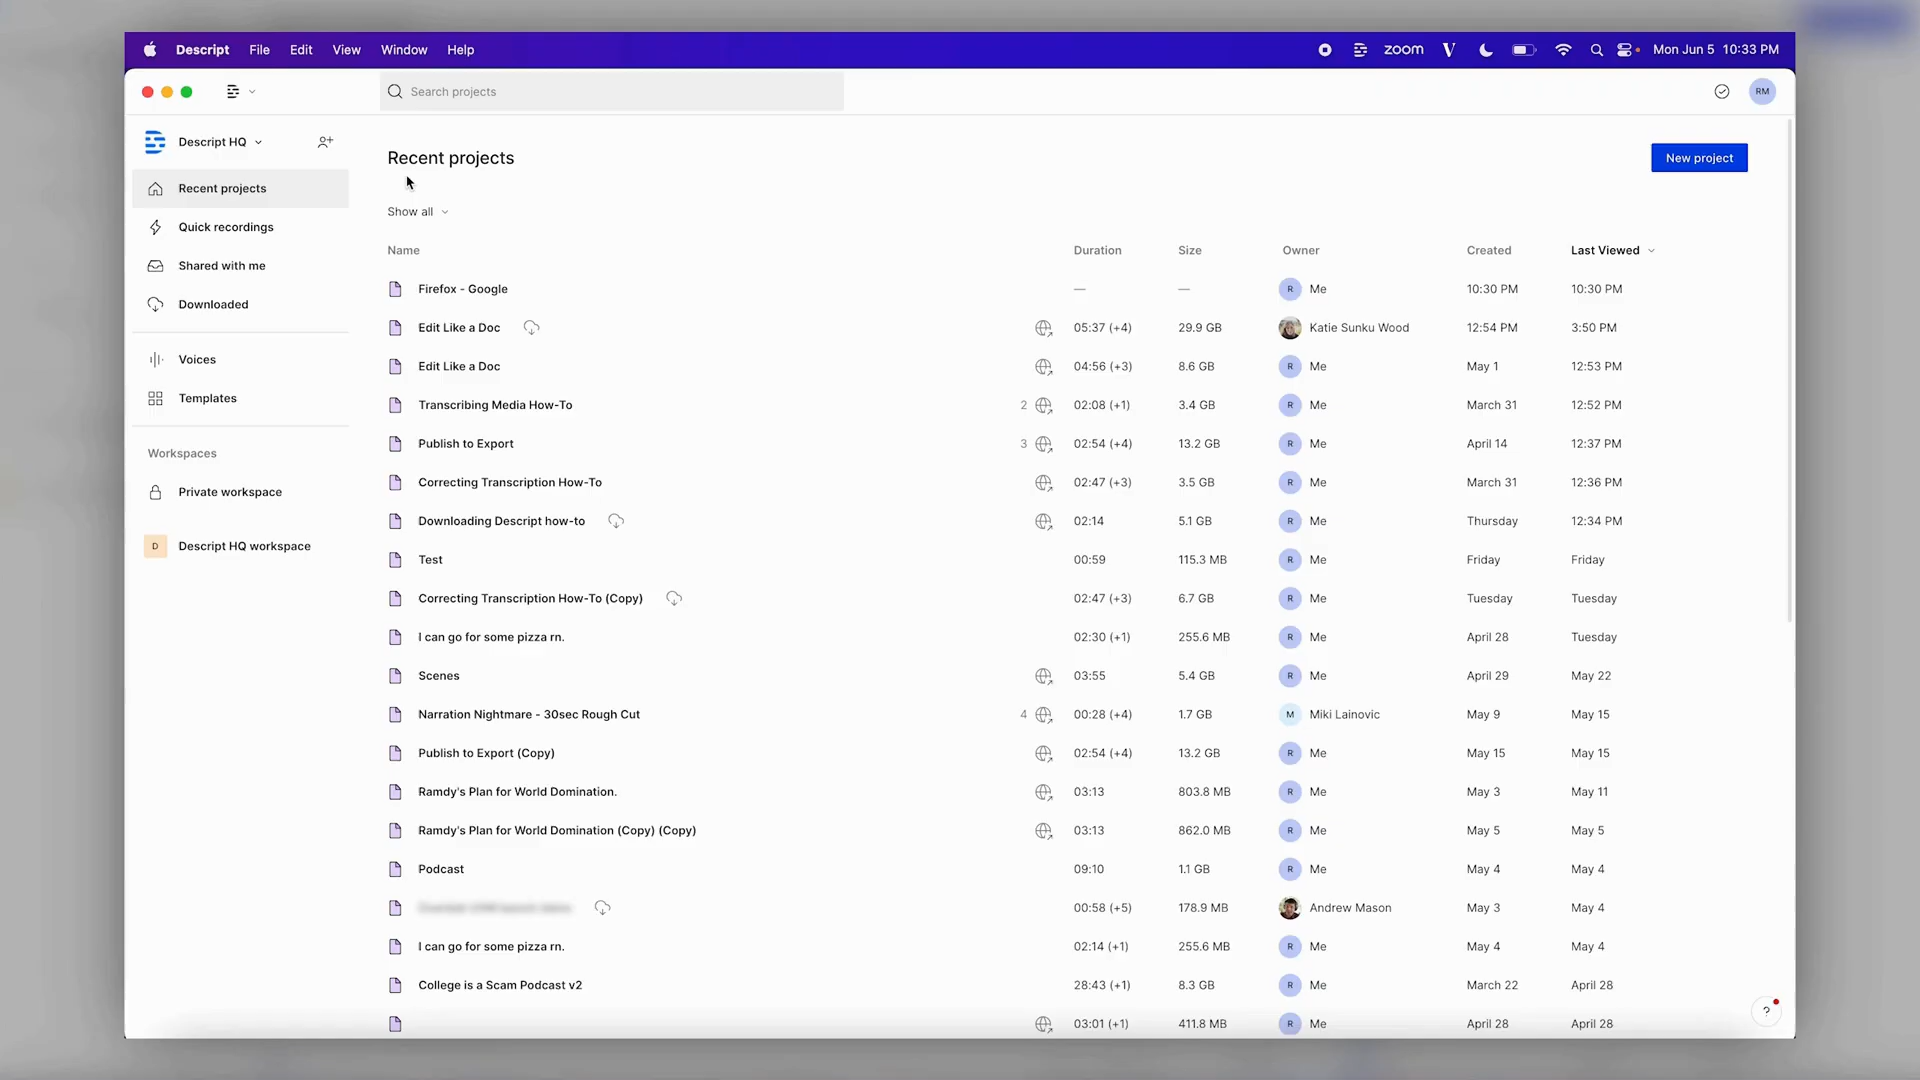 Descript File Edit View Window Help zoom V Mon Jun 5 10:33 PM
Search projects RM
Descript HQ
Recent projects
Quick recordings
Shared with me
Downloaded
Voices
Templates
Workspaces
Private workspace
D Descript HQ workspace
Recent projects New project
Show all
Name Duration Size Owner Created Last Viewed
Firefox - Google — — R Me 10:30 PM 10:30 PM
Edit Like a Doc 05:37 (+4) 29.9 GB Katie Sunku Wood 12:54 PM 3:50 PM
Edit Like a Doc 04:56 (+3) 8.6 GB R Me May 1 12:53 PM
Transcribing Media How-To 2 02:08 (+1) 3.4 GB R Me March 31 12:52 PM
Publish to Export 3 02:54 (+4) 13.2 GB R Me April 14 12:37 PM
Correcting Transcription How-To 02:47 (+3) 3.5 GB R Me March 31 12:36 PM
Downloading Descript how-to 02:14 5.1 GB R Me Thursday 12:34 PM
Test 00:59 115.3 MB R Me Friday Friday
Correcting Transcription How-To (Copy) 02:47 (+3) 6.7 GB R Me Tuesday Tuesday
I can go for some pizza rn. 02:30 (+1) 255.6 MB R Me April 28 Tuesday
Scenes 03:55 5.4 GB R Me April 29 May 22
Narration Nightmare - 30sec Rough Cut 4 00:28 (+4) 1.7 GB M Miki Lainovic May 9 May 15
Publish to Export (Copy) 02:54 (+4) 13.2 GB R Me May 15 May 15
Ramdy's Plan for World Domination. 03:13 803.8 MB R Me May 3 May 11
Ramdy's Plan for World Domination (Copy) (Copy) 03:13 862.0 MB R Me May 5 May 5
Podcast 09:10 1.1 GB R Me May 4 May 4
00:58 (+5) 178.9 MB Andrew Mason May 3 May 4
I can go for some pizza rn. 02:14 (+1) 255.6 MB R Me May 4 May 4
College is a Scam Podcast v2 28:43 (+1) 8.3 GB R Me March 22 April 28
03:01 (+1) 411.8 MB R Me April 28 April 28
?